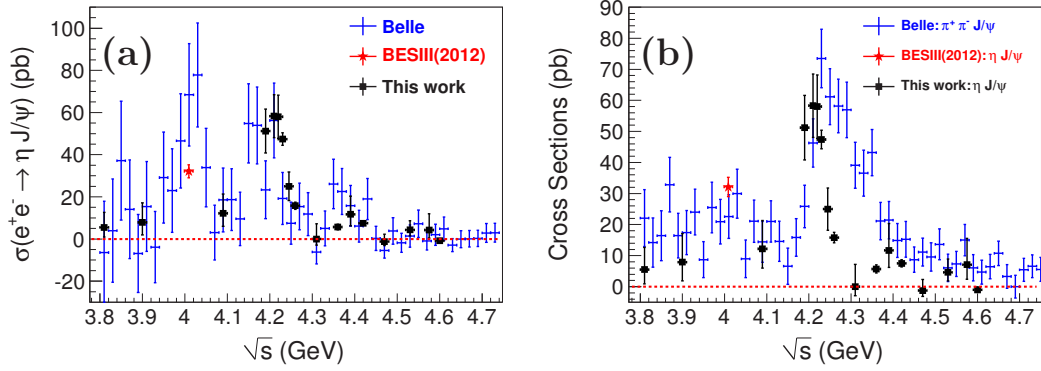 σ(e⁺e⁻ → η J/ψ) (pb)
120
100
80
60
40
20
0
-20
(a)
Belle
BESIII(2012)
This work
3.8 3.9 4 4.1 4.2 4.3 4.4 4.5 4.6 4.7
√s (GeV)
Cross Sections (pb)
90
80
70
60
50
40
30
20
10
0
(b)
Belle: π⁺ π⁻ J/ψ
BESIII(2012): η J/ψ
This work: η J/ψ
3.8 3.9 4 4.1 4.2 4.3 4.4 4.5 4.6 4.7
√s (GeV)